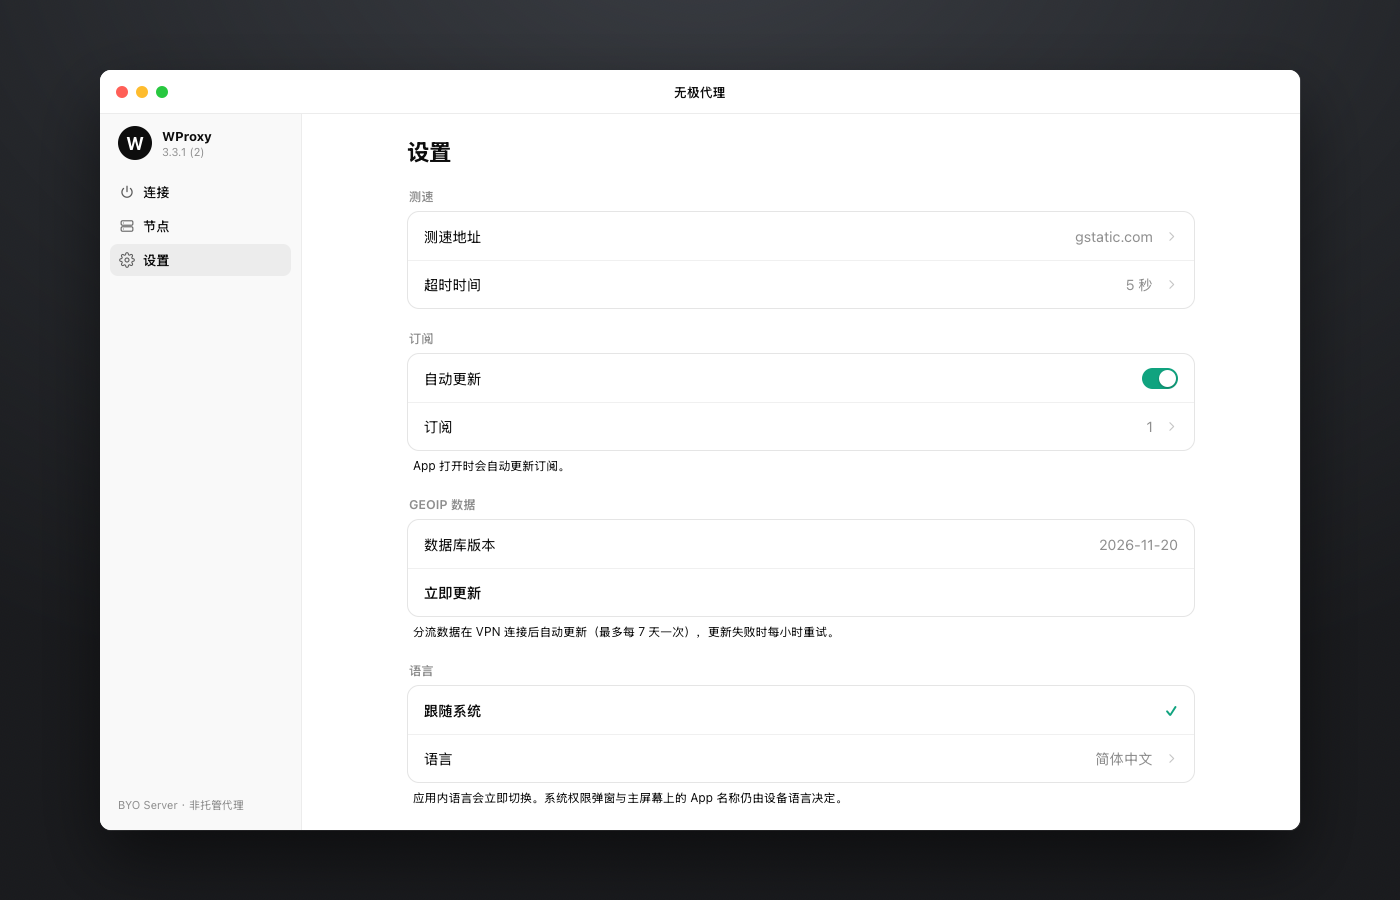 无极代理
W
WProxy
3.3.1 (2)
连接
节点
设置
BYO Server · 非托管代理
设置
测速
测速地址 gstatic.com
超时时间 5 秒
订阅
自动更新
订阅 1
App 打开时会自动更新订阅。
GEOIP 数据
数据库版本 2026-11-20
立即更新
分流数据在 VPN 连接后自动更新（最多每 7 天一次），更新失败时每小时重试。
语言
跟随系统
语言 简体中文
应用内语言会立即切换。系统权限弹窗与主屏幕上的 App 名称仍由设备语言决定。